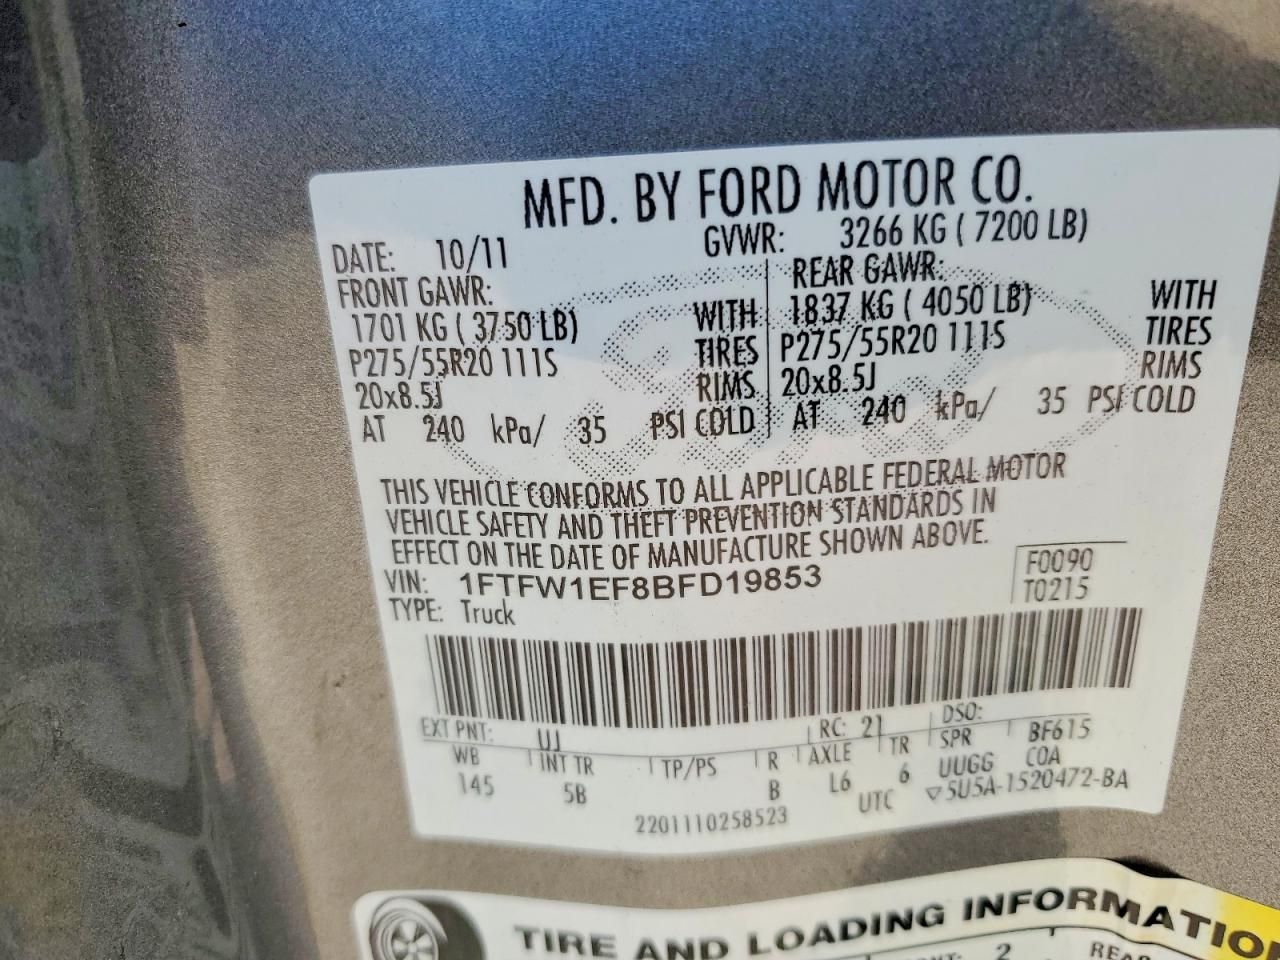 MFD. BY FORD MOTOR CO.
DATE: 10/11 GVWR: 3266 KG ( 7200 LB)
FRONT GAWR: REAR GAWR:
1701 KG ( 3750 LB) WITH 1837 KG ( 4050 LB) WITH
P275/55R20 111S TIRES P275/55R20 111S TIRES
20x8.5J RIMS 20x8.5J RIMS
AT 240 kPa/ 35 PSI COLD AT 240 kPa/ 35 PSI COLD
THIS VEHICLE CONFORMS TO ALL APPLICABLE FEDERAL MOTOR
VEHICLE SAFETY AND THEFT PREVENTION STANDARDS IN
EFFECT ON THE DATE OF MANUFACTURE SHOWN ABOVE.
VIN: 1FTFW1EF8BFD19853 F0090
TYPE: Truck T0215
EXT PNT: UJ RC: 21 DSO:
WB INT TR TP/PS R AXLE TR SPR BF615
145 5B B L6 6 UUGG COA
UTC ▽5U5A-1520472-BA
2201110258523
TIRE AND LOADING INFORMATION
2 REAR